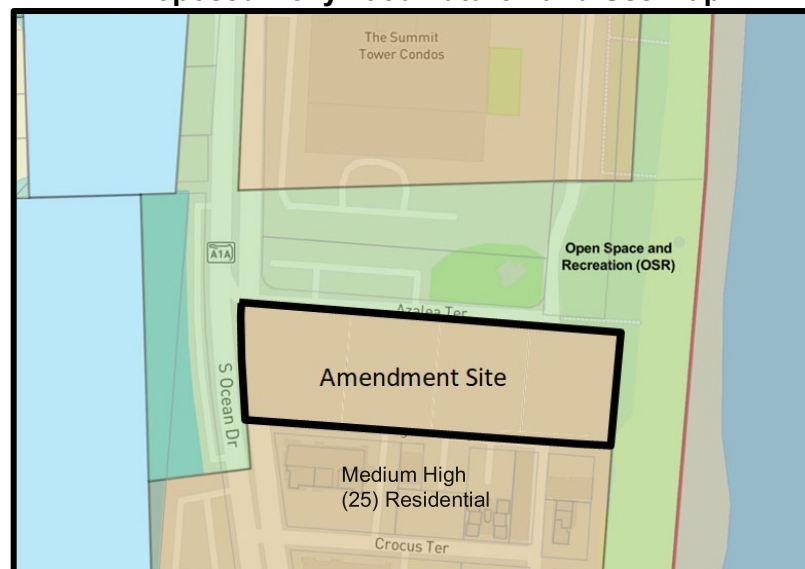 The Summit
Tower Condos
A1A
Open Space and
Recreation (OSR)
Azalea Ter
Amendment Site
S Ocean Dr
Medium High
(25) Residential
Crocus Ter